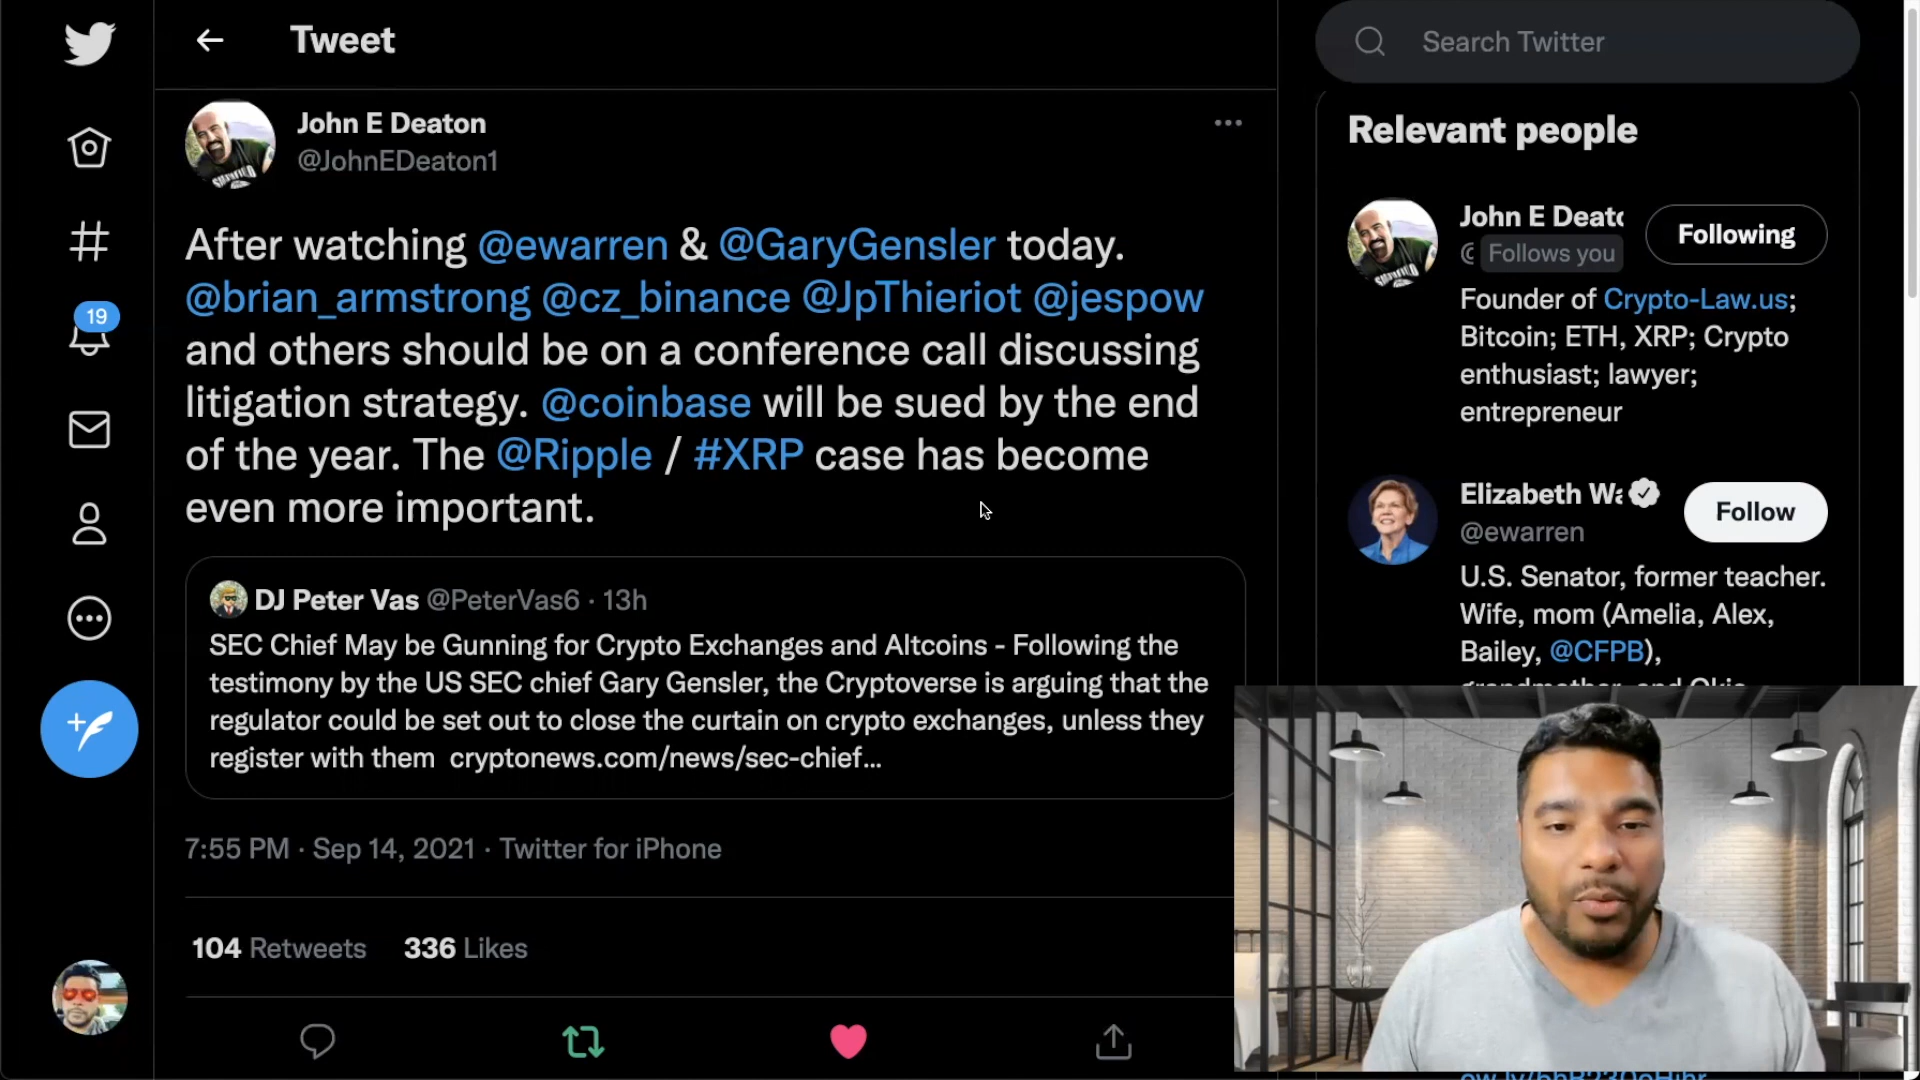 Tweet
John E Deaton
@JohnEDeaton1
After watching @ewarren & @GaryGensler today.
@brian_armstrong @cz_binance @JpThieriot @jespow
and others should be on a conference call discussing
litigation strategy. @coinbase will be sued by the end
of the year. The @Ripple / #XRP case has become
even more important.
DJ Peter Vas @PeterVas6 · 13h
SEC Chief May be Gunning for Crypto Exchanges and Altcoins - Following the
testimony by the US SEC chief Gary Gensler, the Cryptoverse is arguing that the
regulator could be set out to close the curtain on crypto exchanges, unless they
register with them cryptonews.com/news/sec-chief...
7:55 PM · Sep 14, 2021 · Twitter for iPhone
104 Retweets 336 Likes
19
Search Twitter
Relevant people
John E Deato
Following
@ Follows you
Founder of Crypto-Law.us;
Bitcoin; ETH, XRP; Crypto
enthusiast; lawyer;
entrepreneur
Elizabeth Wa
@ewarren
Follow
U.S. Senator, former teacher.
Wife, mom (Amelia, Alex,
Bailey, @CFPB),